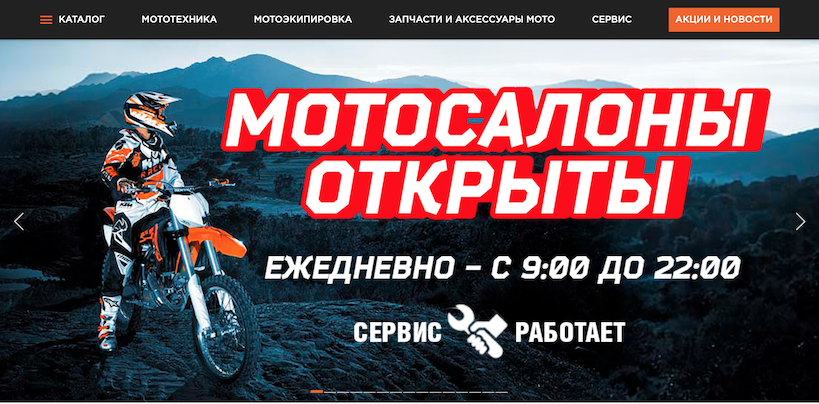 КАТАЛОГ МОТОТЕХНИКА МОТОЭКИПИРОВКА ЗАПЧАСТИ И АКСЕССУАРЫ МОТО СЕРВИС АКЦИИ И НОВОСТИ
МОТОСАЛОНЫ
ОТКРЫТЫ
ЕЖЕДНЕВНО – С 9:00 ДО 22:00
СЕРВИС РАБОТАЕТ